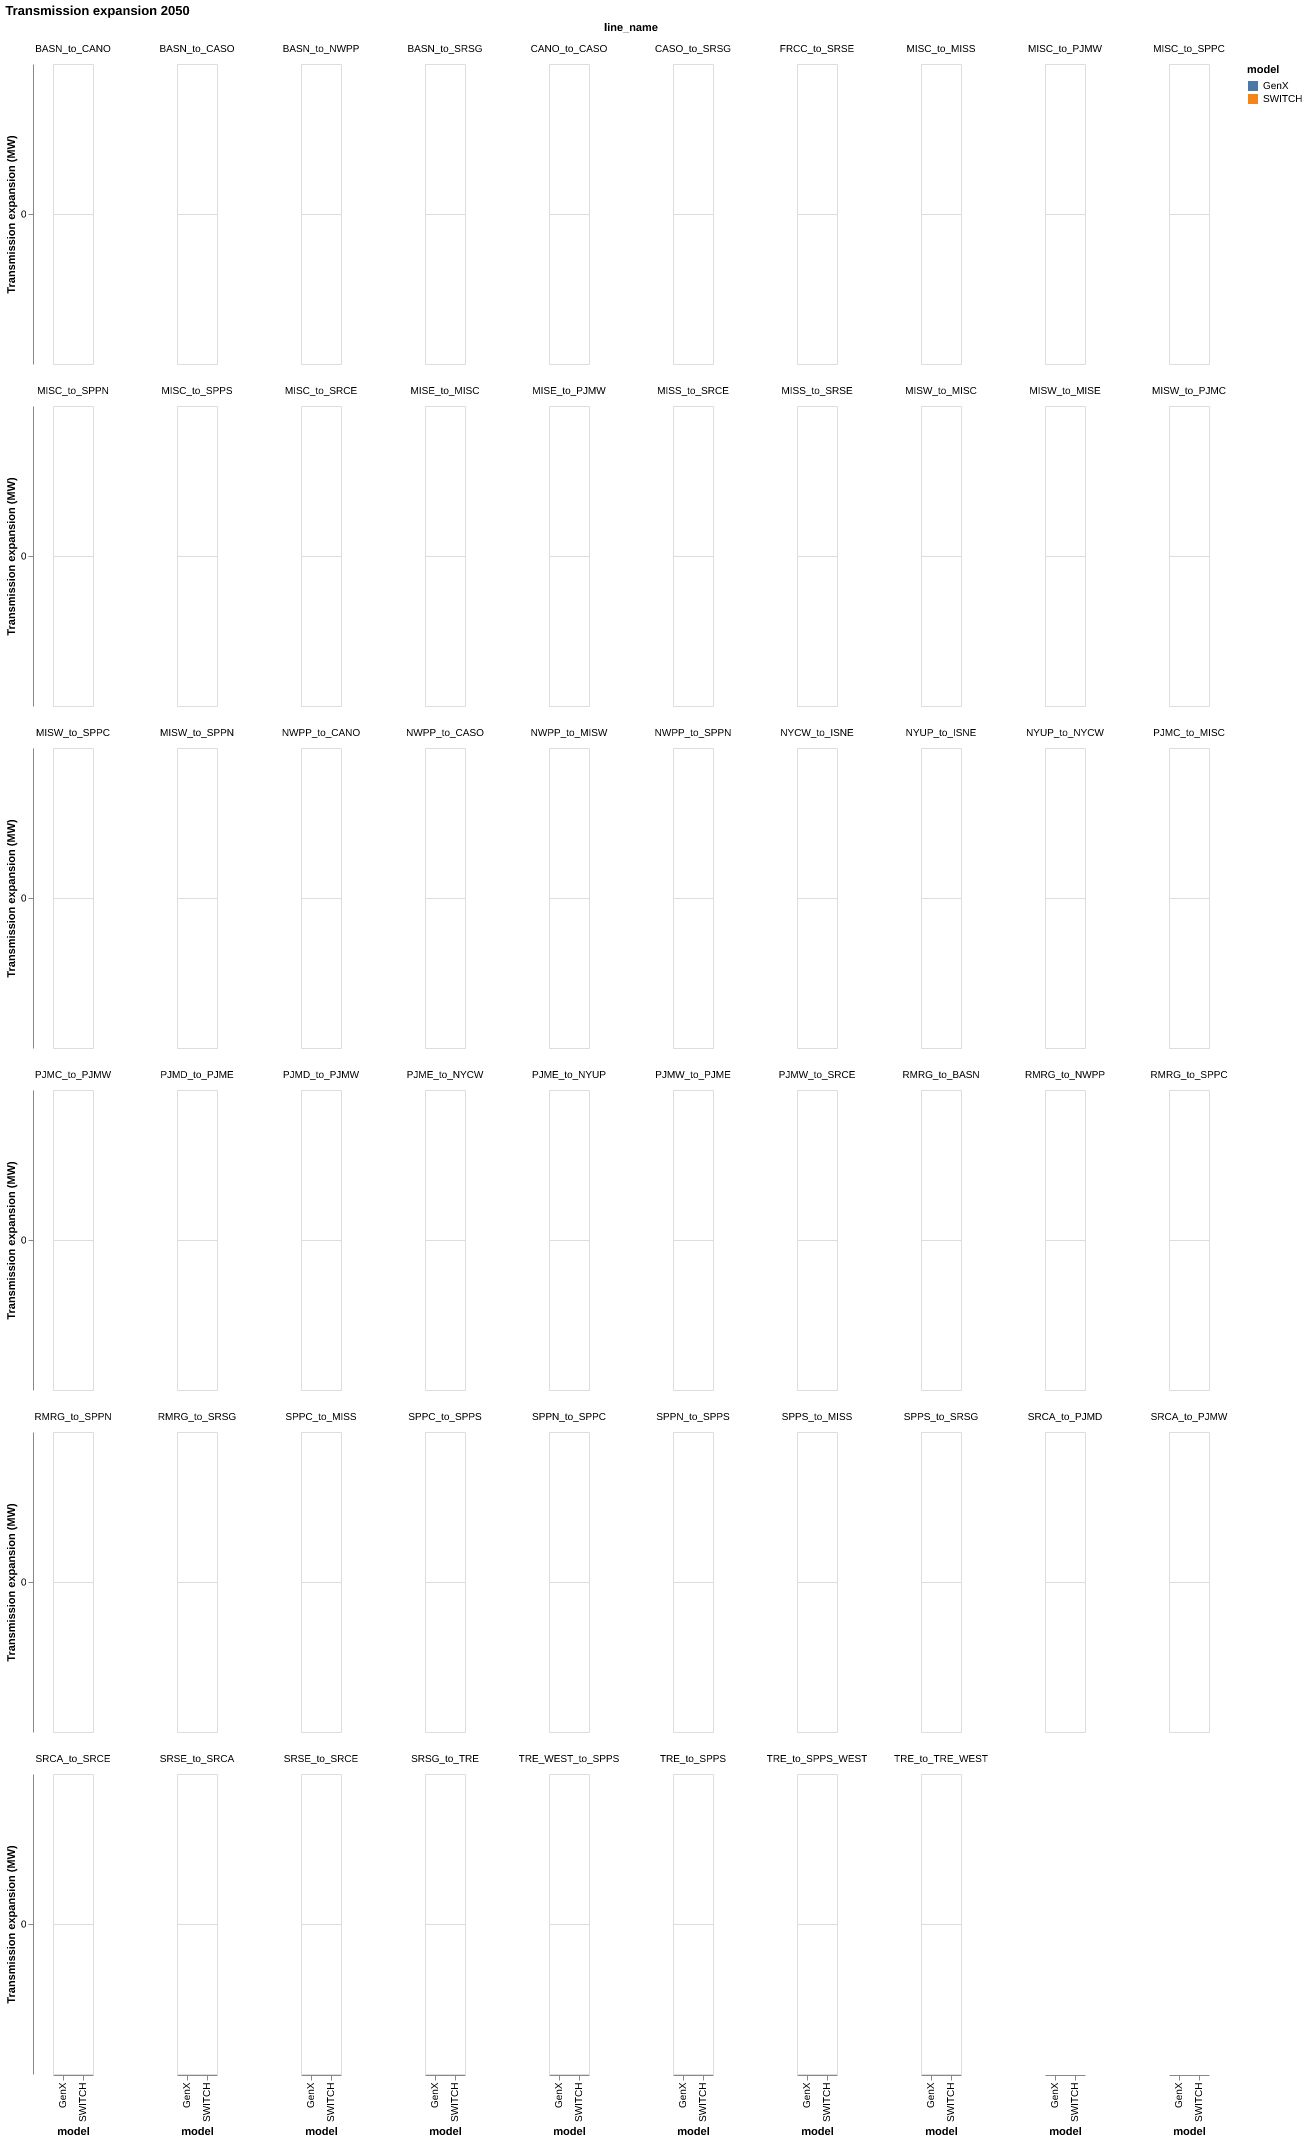 Transmission expansion 2050
line_name
BASN_to_CANO BASN_to_CASO BASN_to_NWPP BASN_to_SRSG CANO_to_CASO CASO_to_SRSG FRCC_to_SRSE MISC_to_MISS MISC_to_PJMW MISC_to_SPPC
model
GenX
SWITCH
Transmission expansion (MW)
0
MISC_to_SPPN MISC_to_SPPS MISC_to_SRCE MISE_to_MISC MISE_to_PJMW MISS_to_SRCE MISS_to_SRSE MISW_to_MISC MISW_to_MISE MISW_to_PJMC
Transmission expansion (MW)
0
MISW_to_SPPC MISW_to_SPPN NWPP_to_CANO NWPP_to_CASO NWPP_to_MISW NWPP_to_SPPN NYCW_to_ISNE NYUP_to_ISNE NYUP_to_NYCW PJMC_to_MISC
Transmission expansion (MW)
0
PJMC_to_PJMW PJMD_to_PJME PJMD_to_PJMW PJME_to_NYCW PJME_to_NYUP PJMW_to_PJME PJMW_to_SRCE RMRG_to_BASN RMRG_to_NWPP RMRG_to_SPPC
Transmission expansion (MW)
0
RMRG_to_SPPN RMRG_to_SRSG SPPC_to_MISS SPPC_to_SPPS SPPN_to_SPPC SPPN_to_SPPS SPPS_to_MISS SPPS_to_SRSG SRCA_to_PJMD SRCA_to_PJMW
Transmission expansion (MW)
0
SRCA_to_SRCE SRSE_to_SRCA SRSE_to_SRCE SRSG_to_TRE TRE_WEST_to_SPPS TRE_to_SPPS TRE_to_SPPS_WEST TRE_to_TRE_WEST
Transmission expansion (MW)
0
GenX SWITCH GenX SWITCH GenX SWITCH GenX SWITCH GenX SWITCH GenX SWITCH GenX SWITCH GenX SWITCH GenX SWITCH GenX SWITCH
model model model model model model model model model model